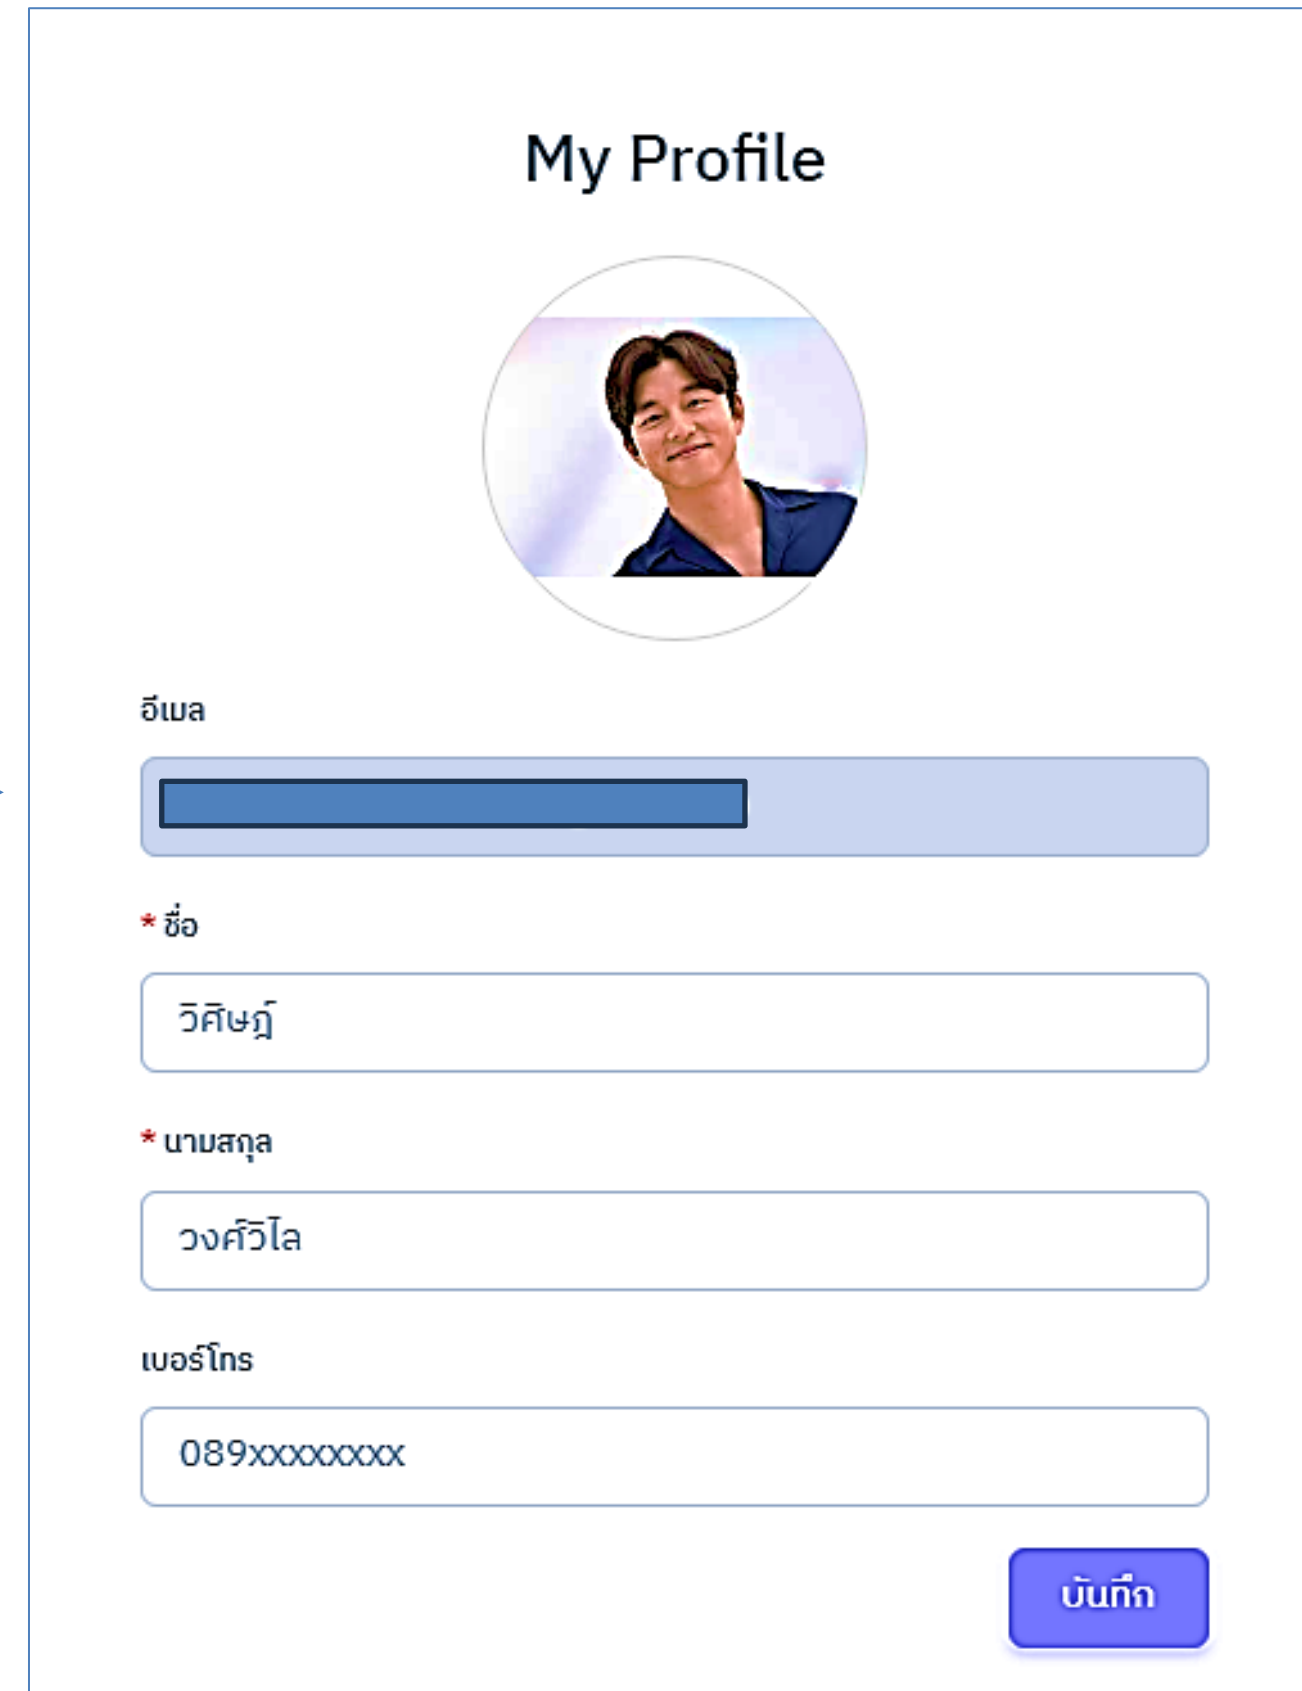 My Profile
อีเมล
* ชื่อ
วิศิษฎ์
* นามสกุล
วงศ์วิไล
เบอร์โทร
089xxxxxxxx
บันทึก